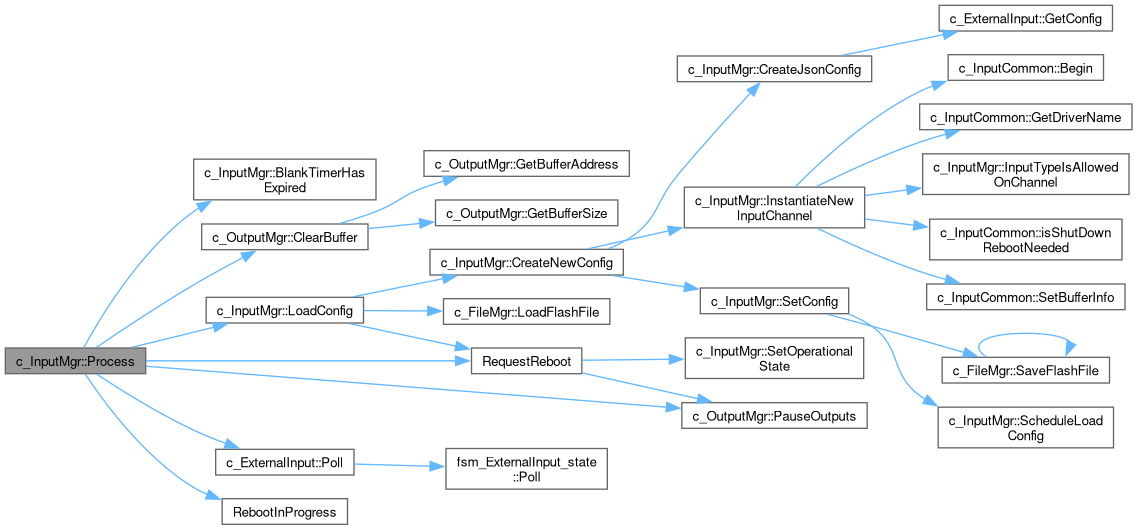 c_InputMgr::Process
c_InputMgr::BlankTimerHas
Expired
c_OutputMgr::ClearBuffer
c_InputMgr::LoadConfig
c_ExternalInput::Poll
RebootInProgress
c_OutputMgr::GetBufferAddress
c_OutputMgr::GetBufferSize
c_InputMgr::CreateNewConfig
c_FileMgr::LoadFlashFile
RequestReboot
fsm_ExternalInput_state
::Poll
c_InputMgr::CreateJsonConfig
c_InputMgr::InstantiateNew
InputChannel
c_InputMgr::SetConfig
c_InputMgr::SetOperational
State
c_OutputMgr::PauseOutputs
c_ExternalInput::GetConfig
c_InputCommon::Begin
c_InputCommon::GetDriverName
c_InputMgr::InputTypeIsAllowed
OnChannel
c_InputCommon::isShutDown
RebootNeeded
c_InputCommon::SetBufferInfo
c_FileMgr::SaveFlashFile
c_InputMgr::ScheduleLoad
Config